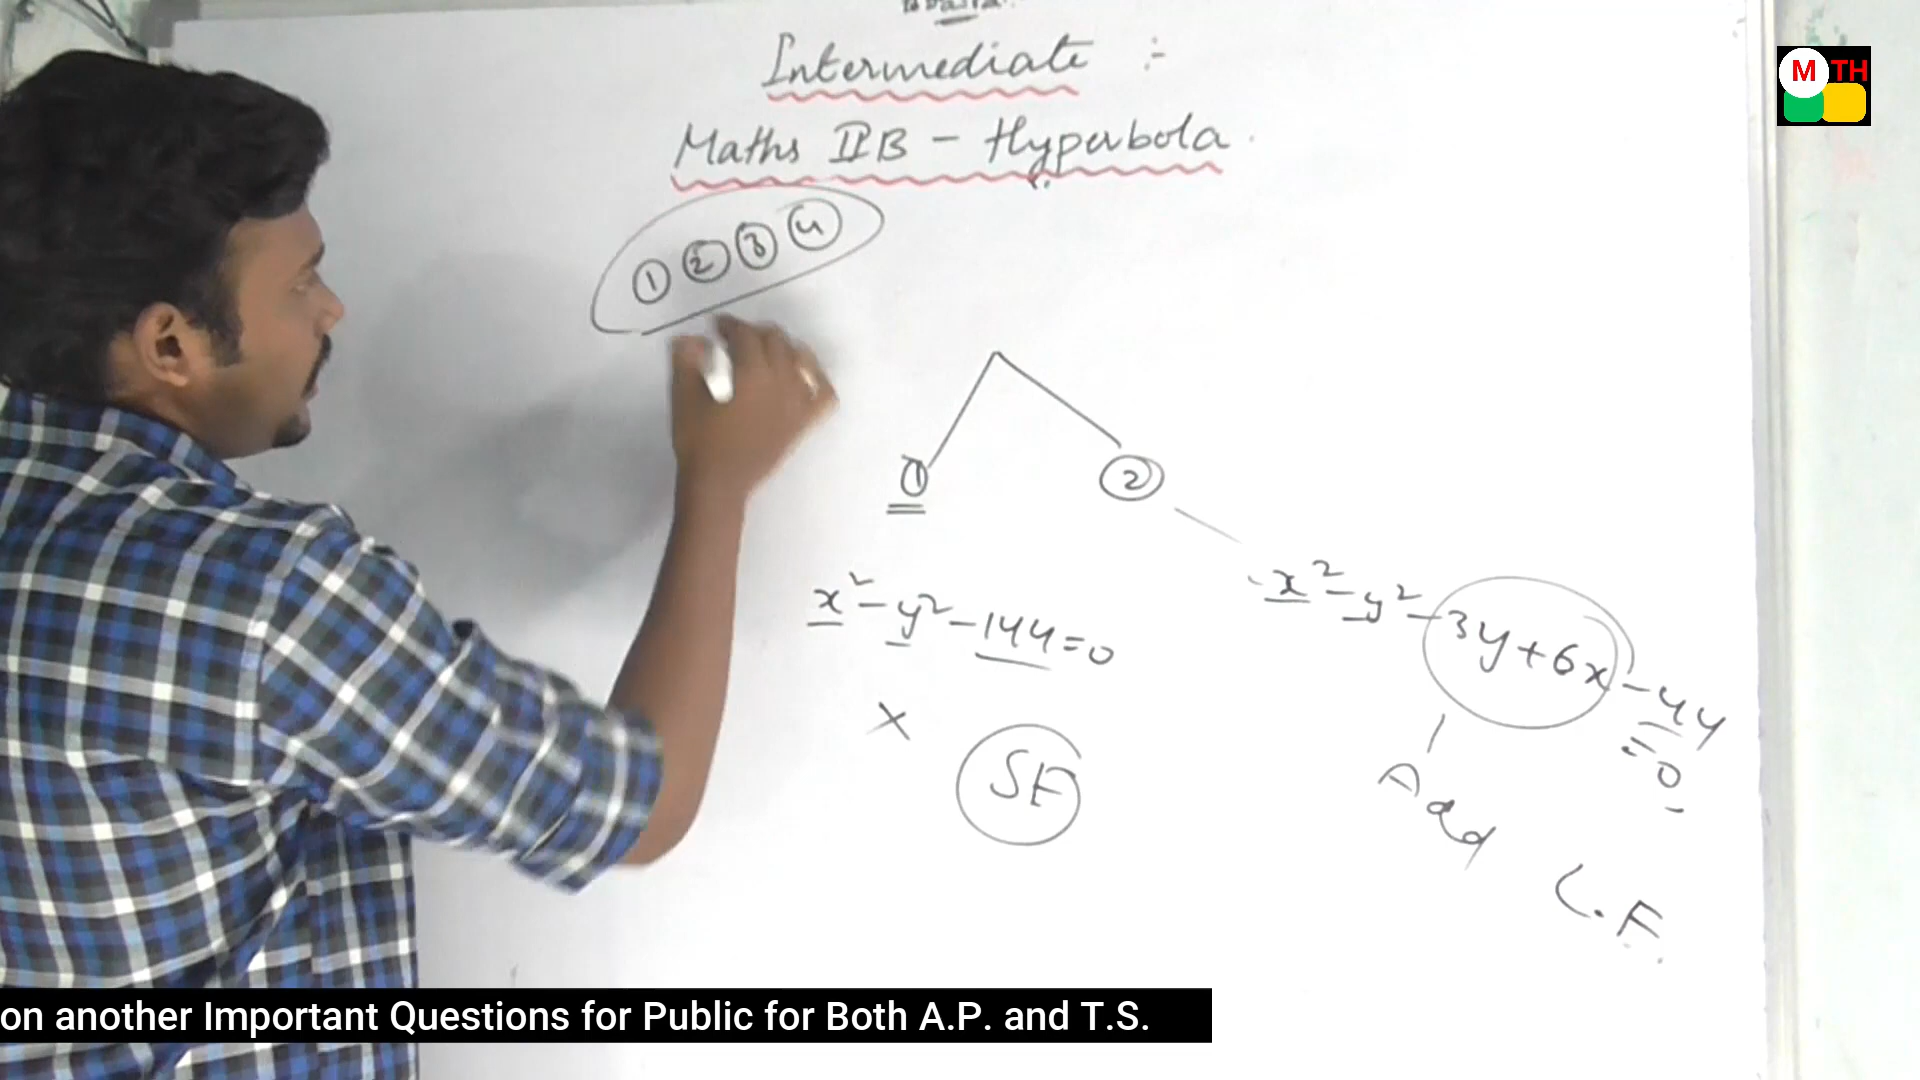 Intermediate :-
Maths IIB - Hyperbola.
① ② ③ ④
① ②
x² - y² - 144 = 0
x² - y² - 3y + 6x - 44
= 0
×
SF
Add
C.F.
M TH
on another Important Questions for Public for Both A.P. and T.S.